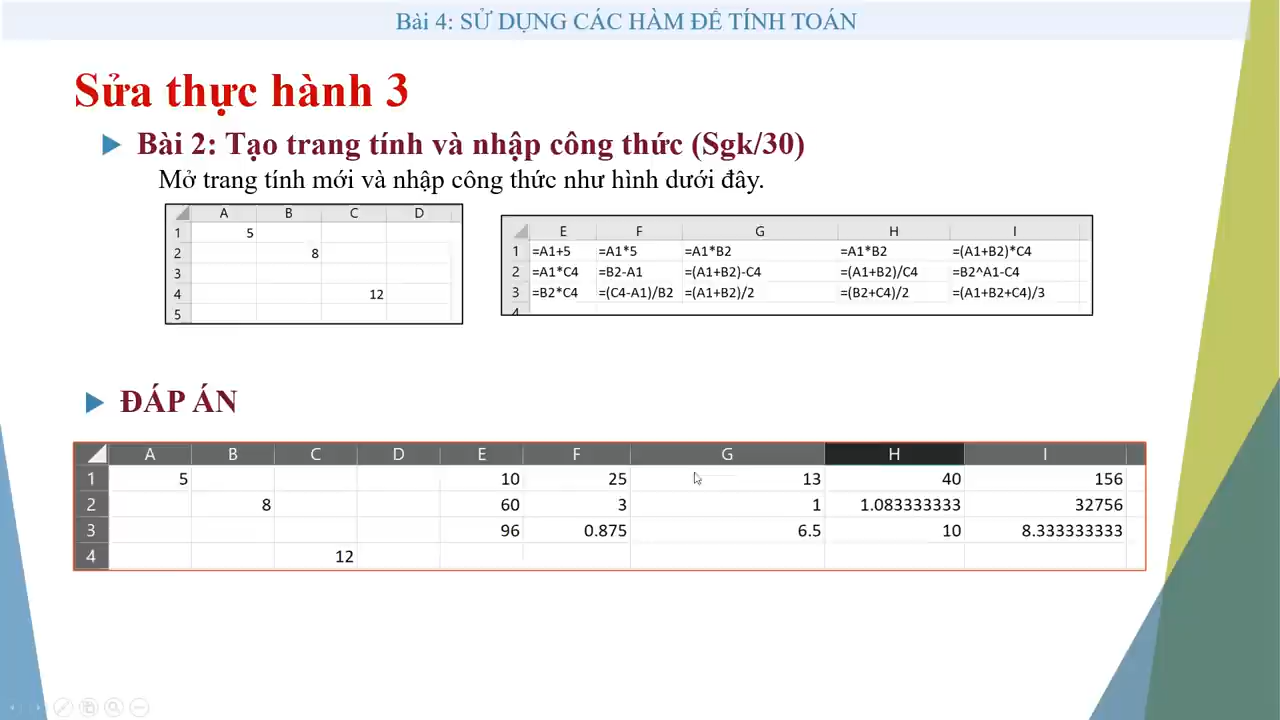 Bài 4: SỬ DỤNG CÁC HÀM ĐỂ TÍNH TOÁN
Sửa thực hành 3
Bài 2: Tạo trang tính và nhập công thức (Sgk/30)
Mở trang tính mới và nhập công thức như hình dưới đây.
A B C D
1 5
2 8
3
4 12
5
E F G H I
1 =A1+5 =A1*5 =A1*B2 =A1*B2 =(A1+B2)*C4
2 =A1*C4 =B2-A1 =(A1+B2)-C4 =(A1+B2)/C4 =B2^A1-C4
3 =B2*C4 =(C4-A1)/B2 =(A1+B2)/2 =(B2+C4)/2 =(A1+B2+C4)/3
4
ĐÁP ÁN
A B C D E F G H I
1 5 10 25 13 40 156
2 8 60 3 1 1.083333333 32756
3 96 0.875 6.5 10 8.333333333
4 12